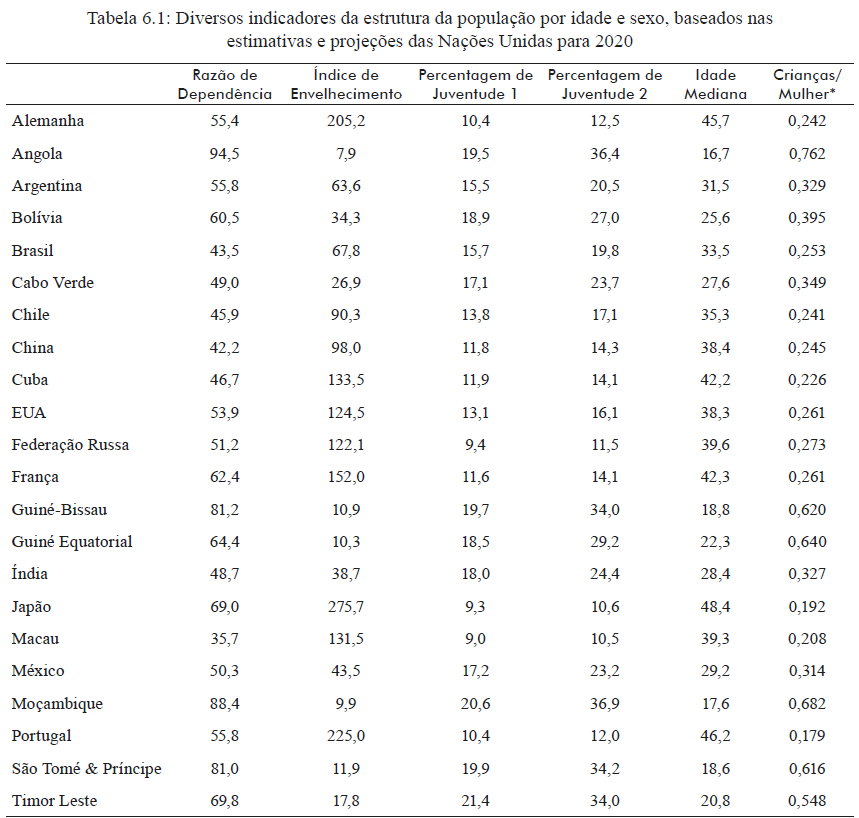 Tabela 6.1: Diversos indicadores da estrutura da população por idade e sexo, baseados nas
estimativas e projeções das Nações Unidas para 2020
Razão de Dependência Índice de Envelhecimento Percentagem de Juventude 1 Percentagem de Juventude 2 Idade Mediana Crianças/Mulher*
Alemanha 55,4 205,2 10,4 12,5 45,7 0,242
Angola 94,5 7,9 19,5 36,4 16,7 0,762
Argentina 55,8 63,6 15,5 20,5 31,5 0,329
Bolívia 60,5 34,3 18,9 27,0 25,6 0,395
Brasil 43,5 67,8 15,7 19,8 33,5 0,253
Cabo Verde 49,0 26,9 17,1 23,7 27,6 0,349
Chile 45,9 90,3 13,8 17,1 35,3 0,241
China 42,2 98,0 11,8 14,3 38,4 0,245
Cuba 46,7 133,5 11,9 14,1 42,2 0,226
EUA 53,9 124,5 13,1 16,1 38,3 0,261
Federação Russa 51,2 122,1 9,4 11,5 39,6 0,273
França 62,4 152,0 11,6 14,1 42,3 0,261
Guiné-Bissau 81,2 10,9 19,7 34,0 18,8 0,620
Guiné Equatorial 64,4 10,3 18,5 29,2 22,3 0,640
Índia 48,7 38,7 18,0 24,4 28,4 0,327
Japão 69,0 275,7 9,3 10,6 48,4 0,192
Macau 35,7 131,5 9,0 10,5 39,3 0,208
México 50,3 43,5 17,2 23,2 29,2 0,314
Moçambique 88,4 9,9 20,6 36,9 17,6 0,682
Portugal 55,8 225,0 10,4 12,0 46,2 0,179
São Tomé & Príncipe 81,0 11,9 19,9 34,2 18,6 0,616
Timor Leste 69,8 17,8 21,4 34,0 20,8 0,548